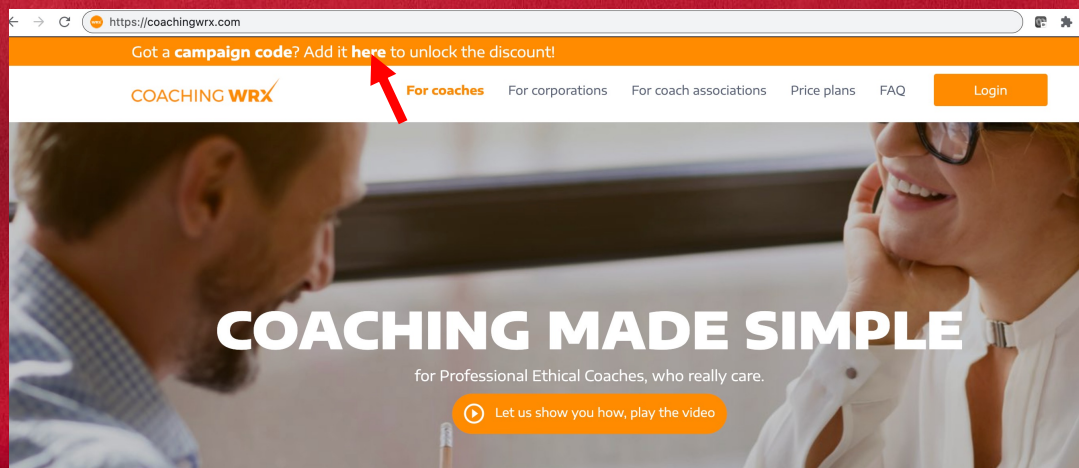 https://coachingwrx.com
Got a campaign code? Add it here to unlock the discount!
COACHING WRX
For coaches
For corporations
For coach associations
Price plans
FAQ
Login
COACHING MADE SIMPLE
for Professional Ethical Coaches, who really care.
Let us show you how, play the video